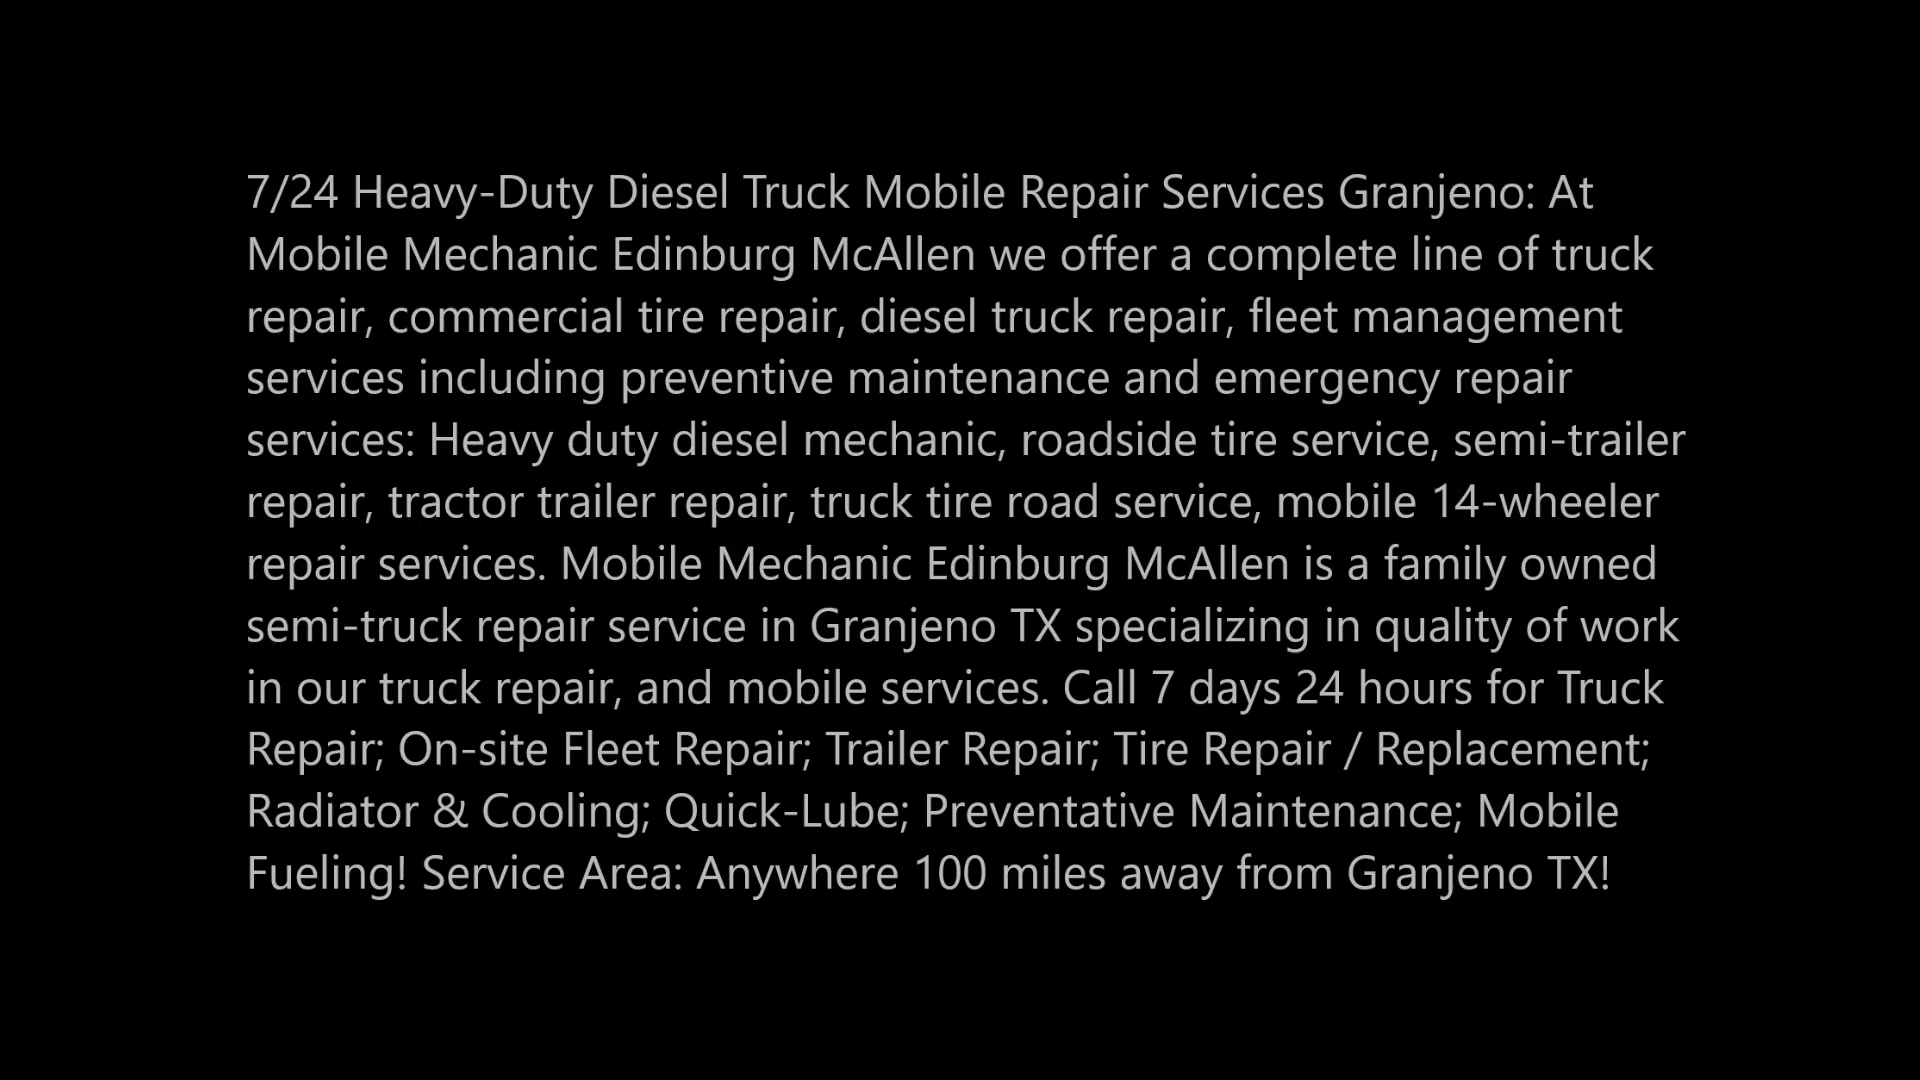 7/24 Heavy-Duty Diesel Truck Mobile Repair Services Granjeno: At
Mobile Mechanic Edinburg McAllen we offer a complete line of truck
repair, commercial tire repair, diesel truck repair, fleet management
services including preventive maintenance and emergency repair
services: Heavy duty diesel mechanic, roadside tire service, semi-trailer
repair, tractor trailer repair, truck tire road service, mobile 14-wheeler
repair services. Mobile Mechanic Edinburg McAllen is a family owned
semi-truck repair service in Granjeno TX specializing in quality of work
in our truck repair, and mobile services. Call 7 days 24 hours for Truck
Repair; On-site Fleet Repair; Trailer Repair; Tire Repair / Replacement;
Radiator & Cooling; Quick-Lube; Preventative Maintenance; Mobile
Fueling! Service Area: Anywhere 100 miles away from Granjeno TX!